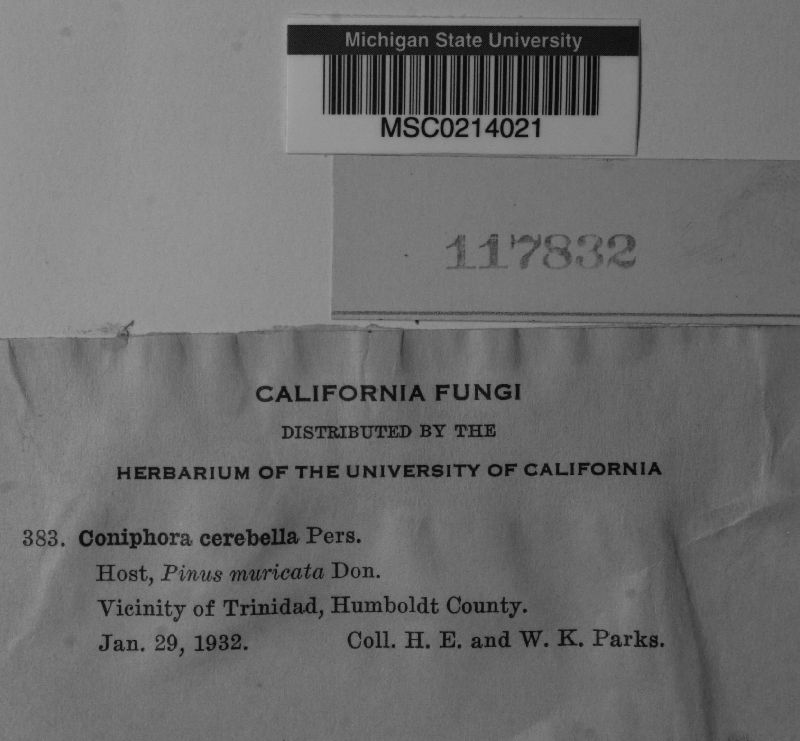 Michigan State University
MSC0214021
117832
CALIFORNIA FUNGI
DISTRIBUTED BY THE
HERBARIUM OF THE UNIVERSITY OF CALIFORNIA
383. Coniphora cerebella Pers.
Host, Pinus muricata Don.
Vicinity of Trinidad, Humboldt County.
Jan. 29, 1932. Coll. H. E. and W. K. Parks.